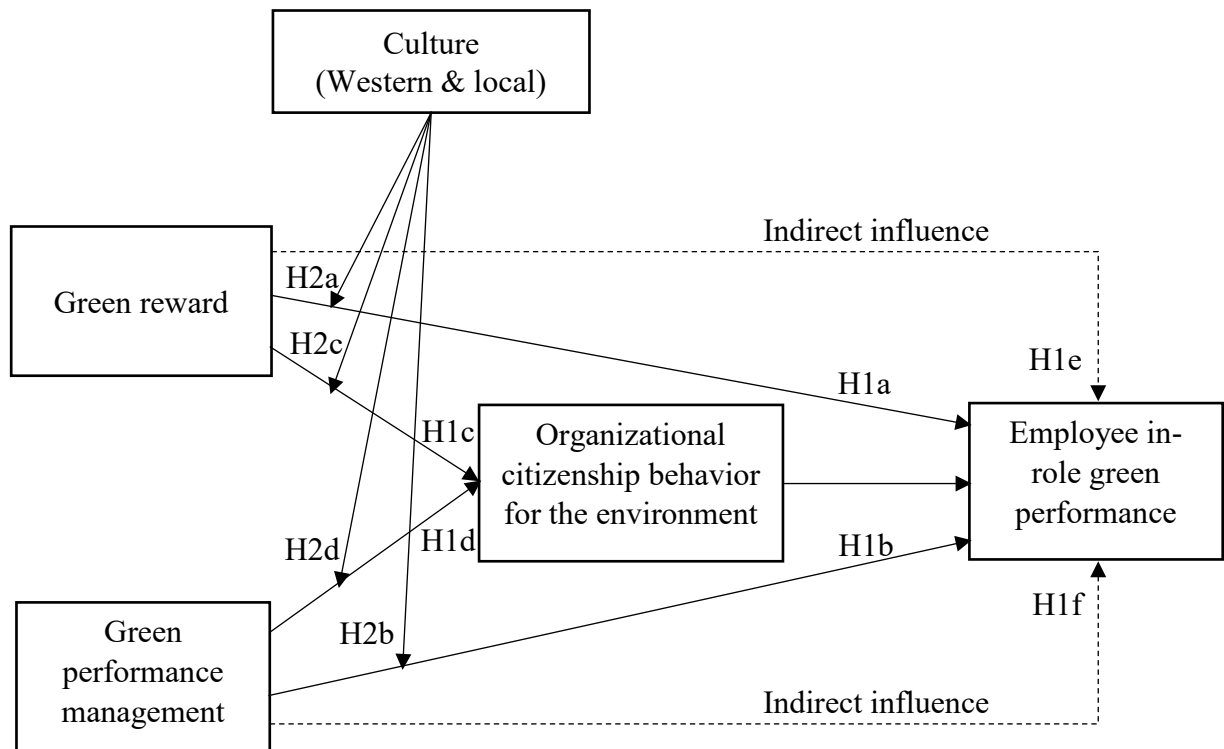 Culture
(Western & local)
Indirect influence
H2a
Green reward
H2c
H1e
H1a
H1c
Organizational
citizenship behavior
for the environment
Employee in-
role green
performance
H1d
H2d
H1b
H1f
H2b
Green
performance
management
Indirect influence